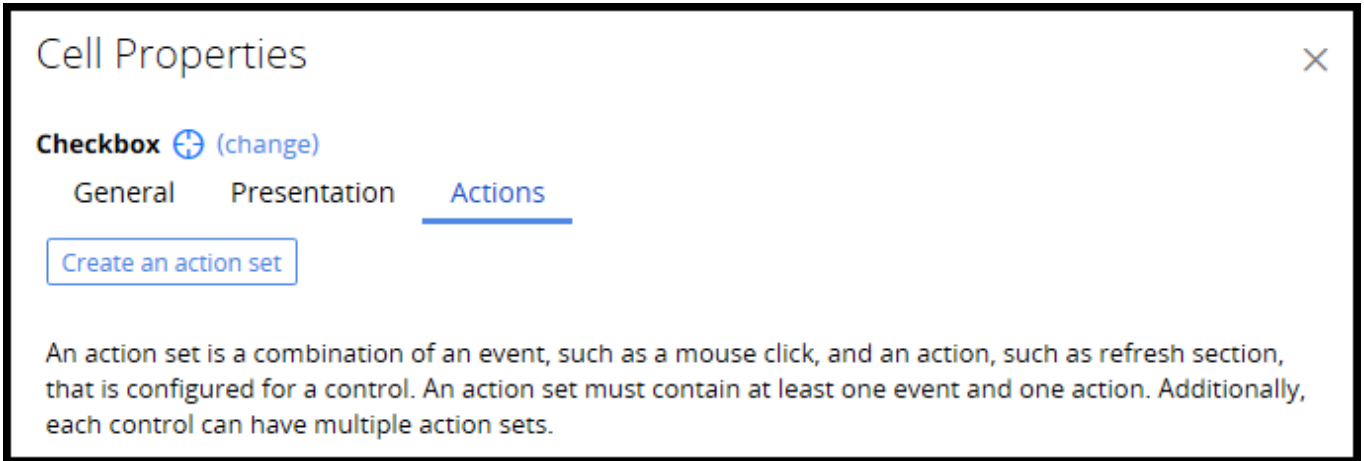 Cell Properties
Checkbox (change)
General Presentation Actions
Create an action set
An action set is a combination of an event, such as a mouse click, and an action, such as refresh section,
that is configured for a control. An action set must contain at least one event and one action. Additionally,
each control can have multiple action sets.